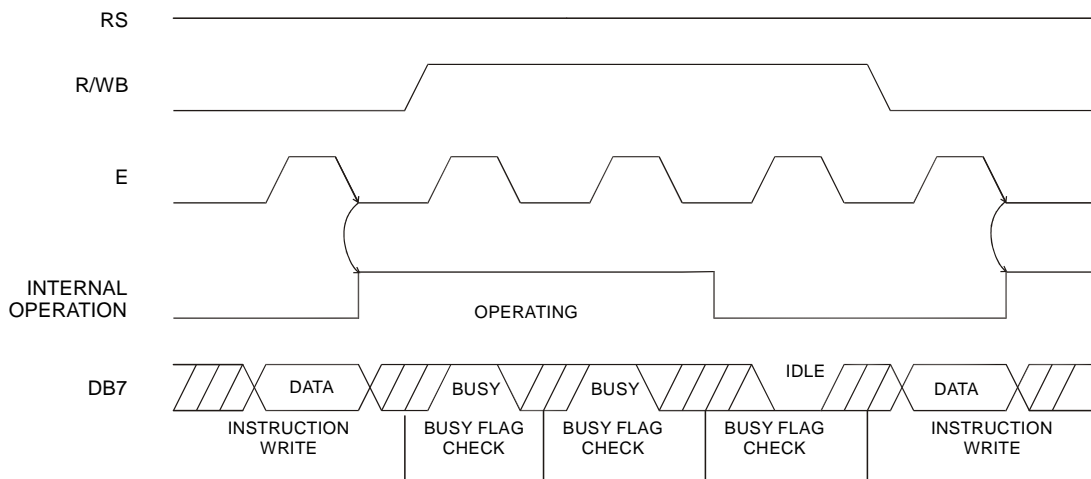 RS
R/WB
E
INTERNAL
OPERATION
OPERATING
DB7
DATA
BUSY
BUSY
IDLE
DATA
INSTRUCTION
WRITE
BUSY FLAG
CHECK
BUSY FLAG
CHECK
BUSY FLAG
CHECK
INSTRUCTION
WRITE